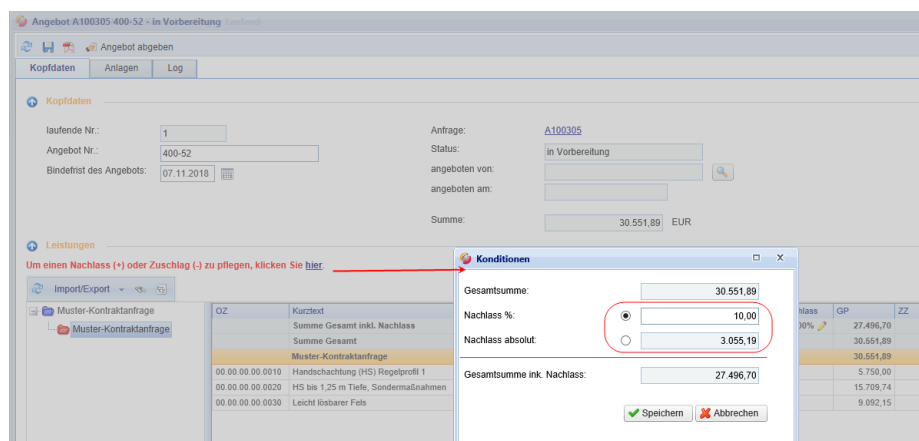 Angebot A100305 400-52 - in Vorbereitung
Angebot abgeben
Kopfdaten Anlagen Log
Kopfdaten
laufende Nr.: 1 Anfrage: A100305
Angebot Nr.: 400-52 Status: in Vorbereitung
Bindefrist des Angebots: 07.11.2018 angeboten von:
angeboten am:
Summe: 30.551,89 EUR
Leistungen
Um einen Nachlass (+) oder Zuschlag (-) zu pflegen, klicken Sie hier.
Import/Export
Muster-Kontraktanfrage
Muster-Kontraktanfrage
OZ Kurztext hlass GP ZZ
Summe Gesamt inkl. Nachlass 00% 27.496,70
Summe Gesamt 30.551,89
Muster-Kontraktanfrage 30.551,89
00.00.00.00.0010 Handschachtung (HS) Regelprofil 1 5.750,00
00.00.00.00.0020 HS bis 1,25 m Tiefe, Sondermaßnahmen 15.709,74
00.00.00.00.0030 Leicht lösbarer Fels 9.092,15
Konditionen X
Gesamtsumme: 30.551,89
Nachlass %: 10,00
Nachlass absolut: 3.055,19
Gesamtsumme ink. Nachlass: 27.496,70
Speichern Abbrechen